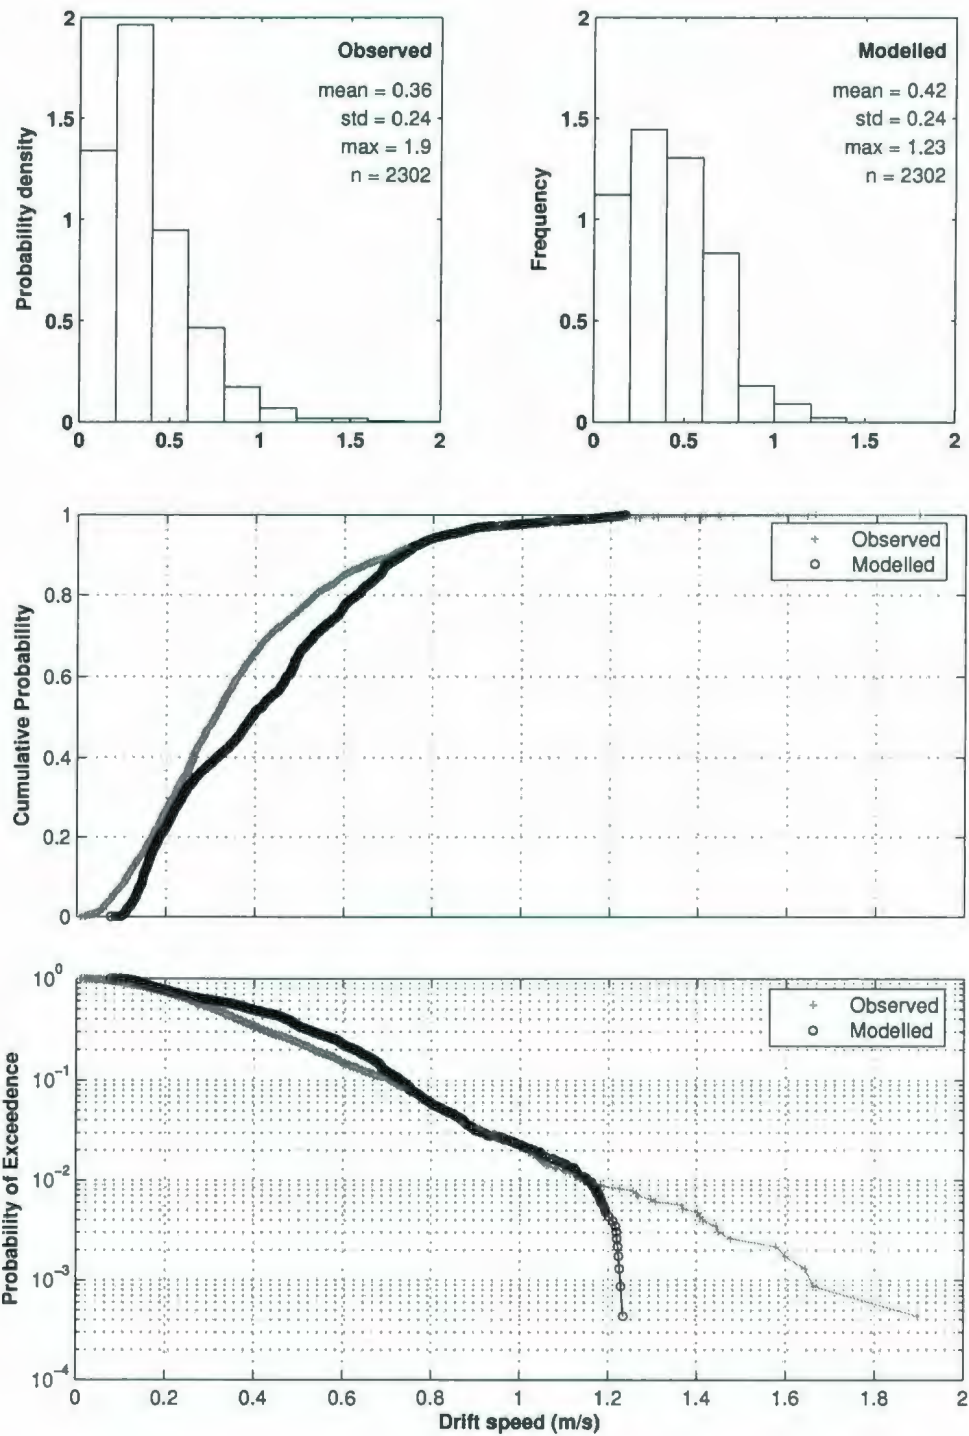 Observed
mean = 0.36
std = 0.24
max = 1.9
n = 2302
Probability density
2
1.5
1
0.5
0
0 0.5 1 1.5 2
Modelled
mean = 0.42
std = 0.24
max = 1.23
n = 2302
Frequency
2
1.5
1
0.5
0
0 0.5 1 1.5 2
Cumulative Probability
1
0.8
0.6
0.4
0.2
0
Observed
Modelled
Probability of Exceedence
10^0
10^-1
10^-2
10^-3
10^-4
Observed
Modelled
0 0.2 0.4 0.6 0.8 1 1.2 1.4 1.6 1.8 2
Drift speed (m/s)